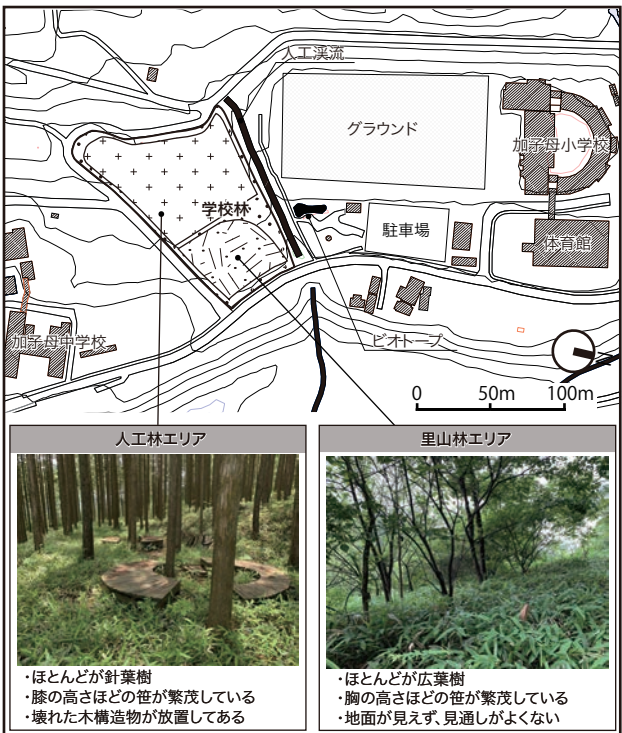 人工渓流
グラウンド
加子母小学校
学校林
駐車場
体育館
加子母中学校
ビオトープ
0 50m 100m
人工林エリア
・ほとんどが針葉樹
・膝の高さほどの笹が繁茂している
・壊れた木構造物が放置してある
里山林エリア
・ほとんどが広葉樹
・胸の高さほどの笹が繁茂している
・地面が見えず、見通しがよくない